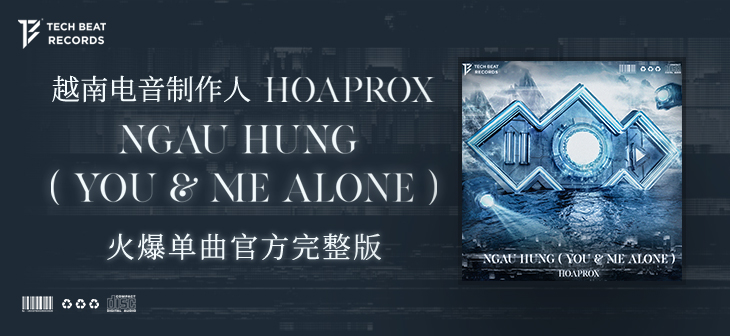 TECH BEAT
RECORDS
越南电音制作人 HOAPROX
NGAU HUNG
( YOU & ME ALONE )
火爆单曲官方完整版
COMPACT
disc
DIGITAL AUDIO
TECH BEAT
RECORDS
NGAU HUNG ( YOU & ME ALONE )
HOAPROX